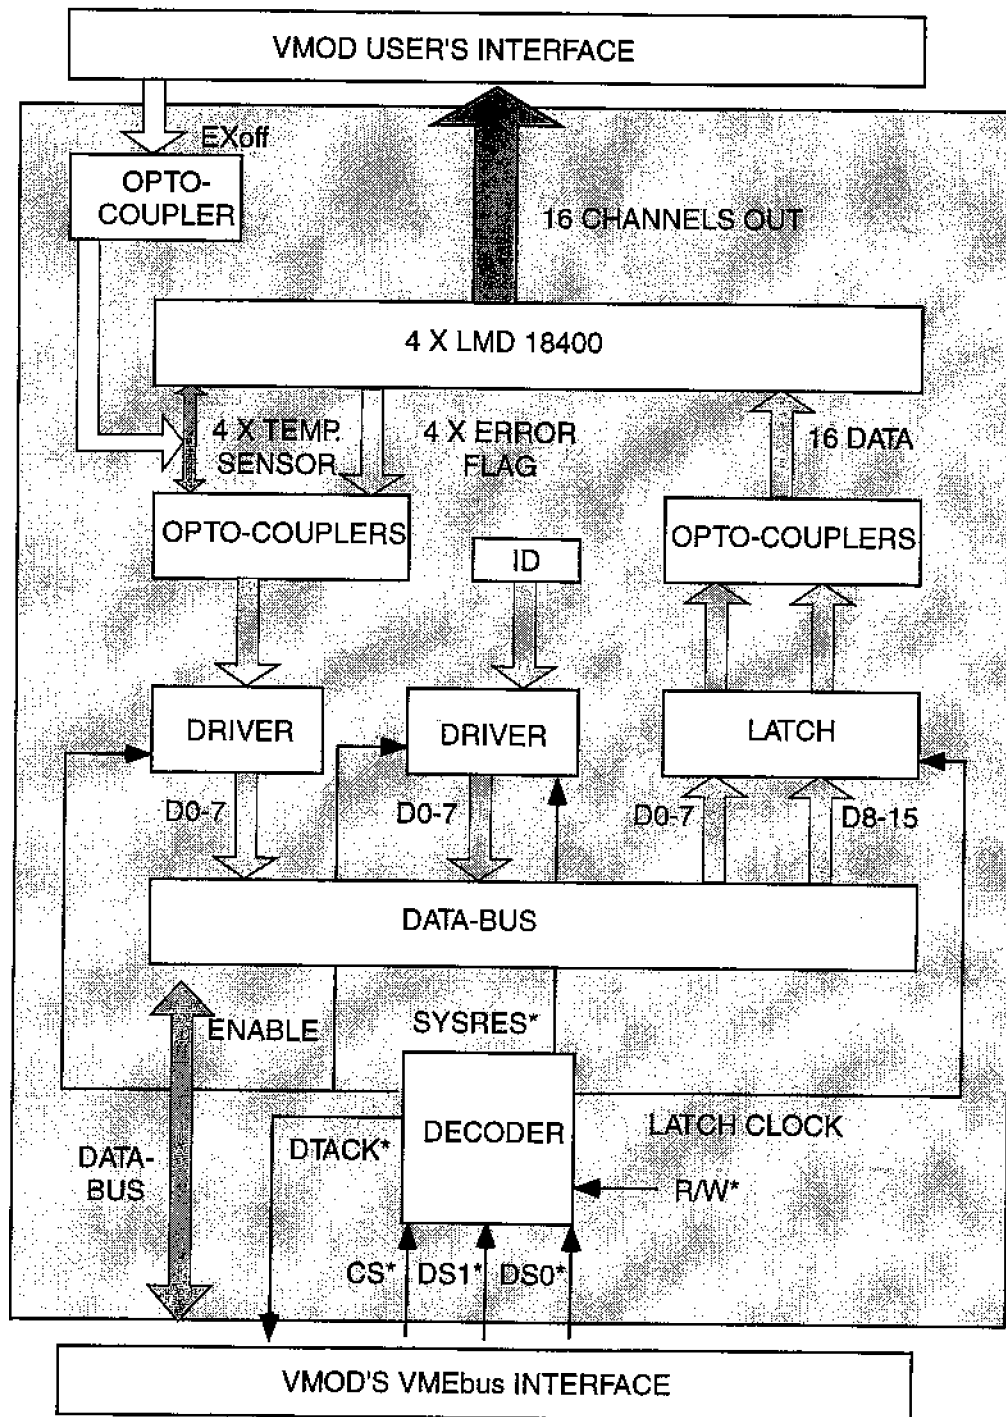 VMOD USER'S INTERFACE
EXoff
OPTO-
COUPLER
16 CHANNELS OUT
4 X LMD 18400
4 X TEMP.
SENSOR
4 X ERROR
FLAG
16 DATA
OPTO-COUPLERS
ID
OPTO-COUPLERS
DRIVER
DRIVER
LATCH
D0-7
D0-7
D0-7
D8-15
DATA-BUS
ENABLE
SYSRES*
DECODER
LATCH CLOCK
DTACK*
DATA-
BUS
R/W*
CS*
DS1*
DS0*
VMOD'S VMEbus INTERFACE